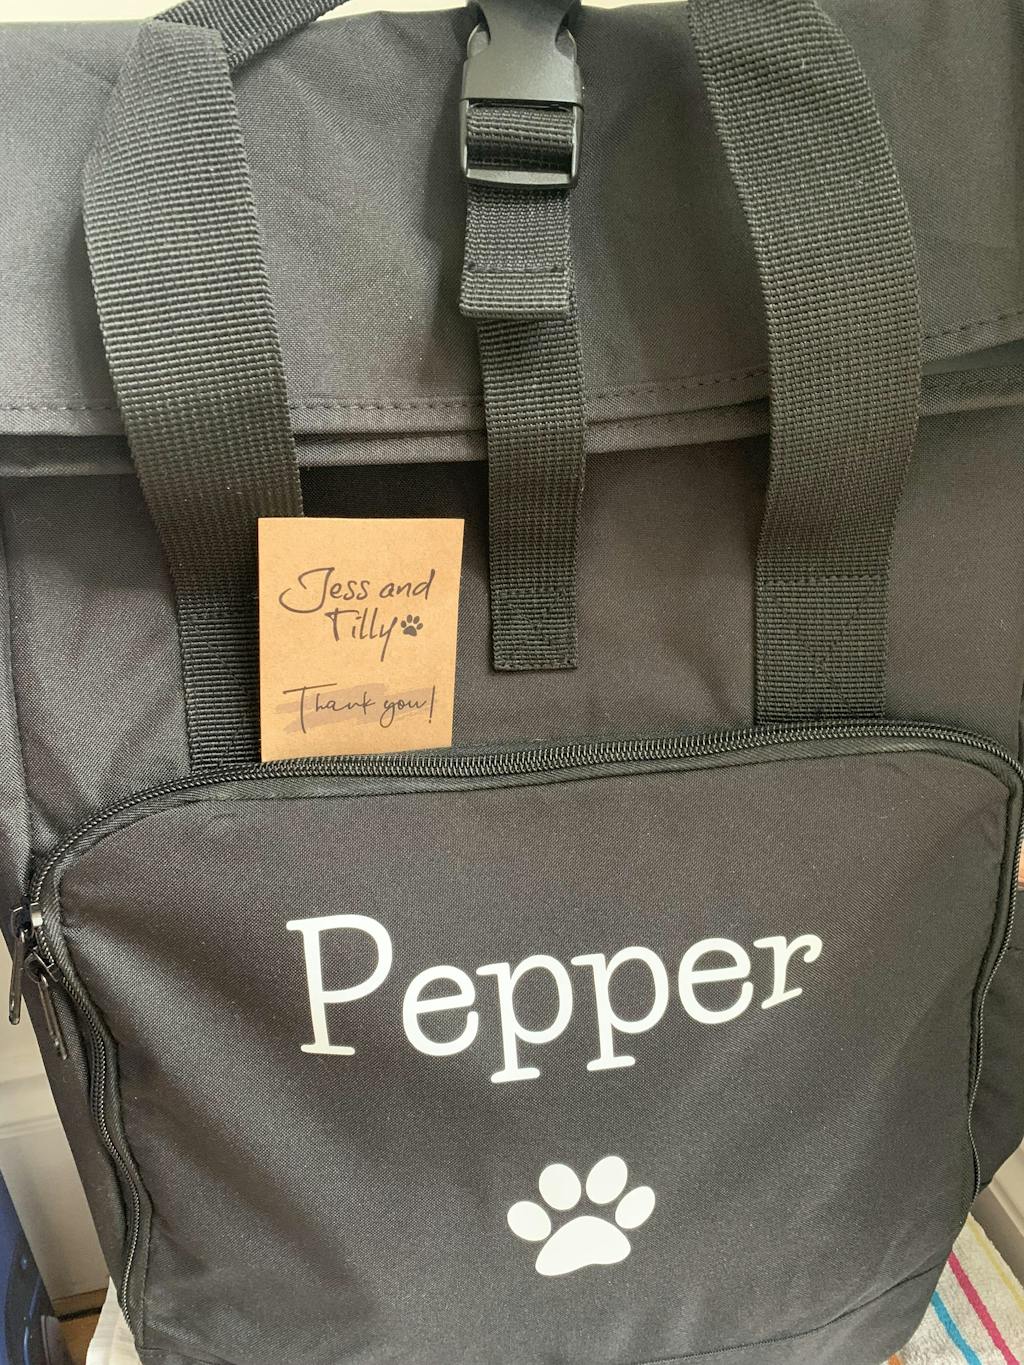 Jess and
Tilly
Thank you!
Pepper